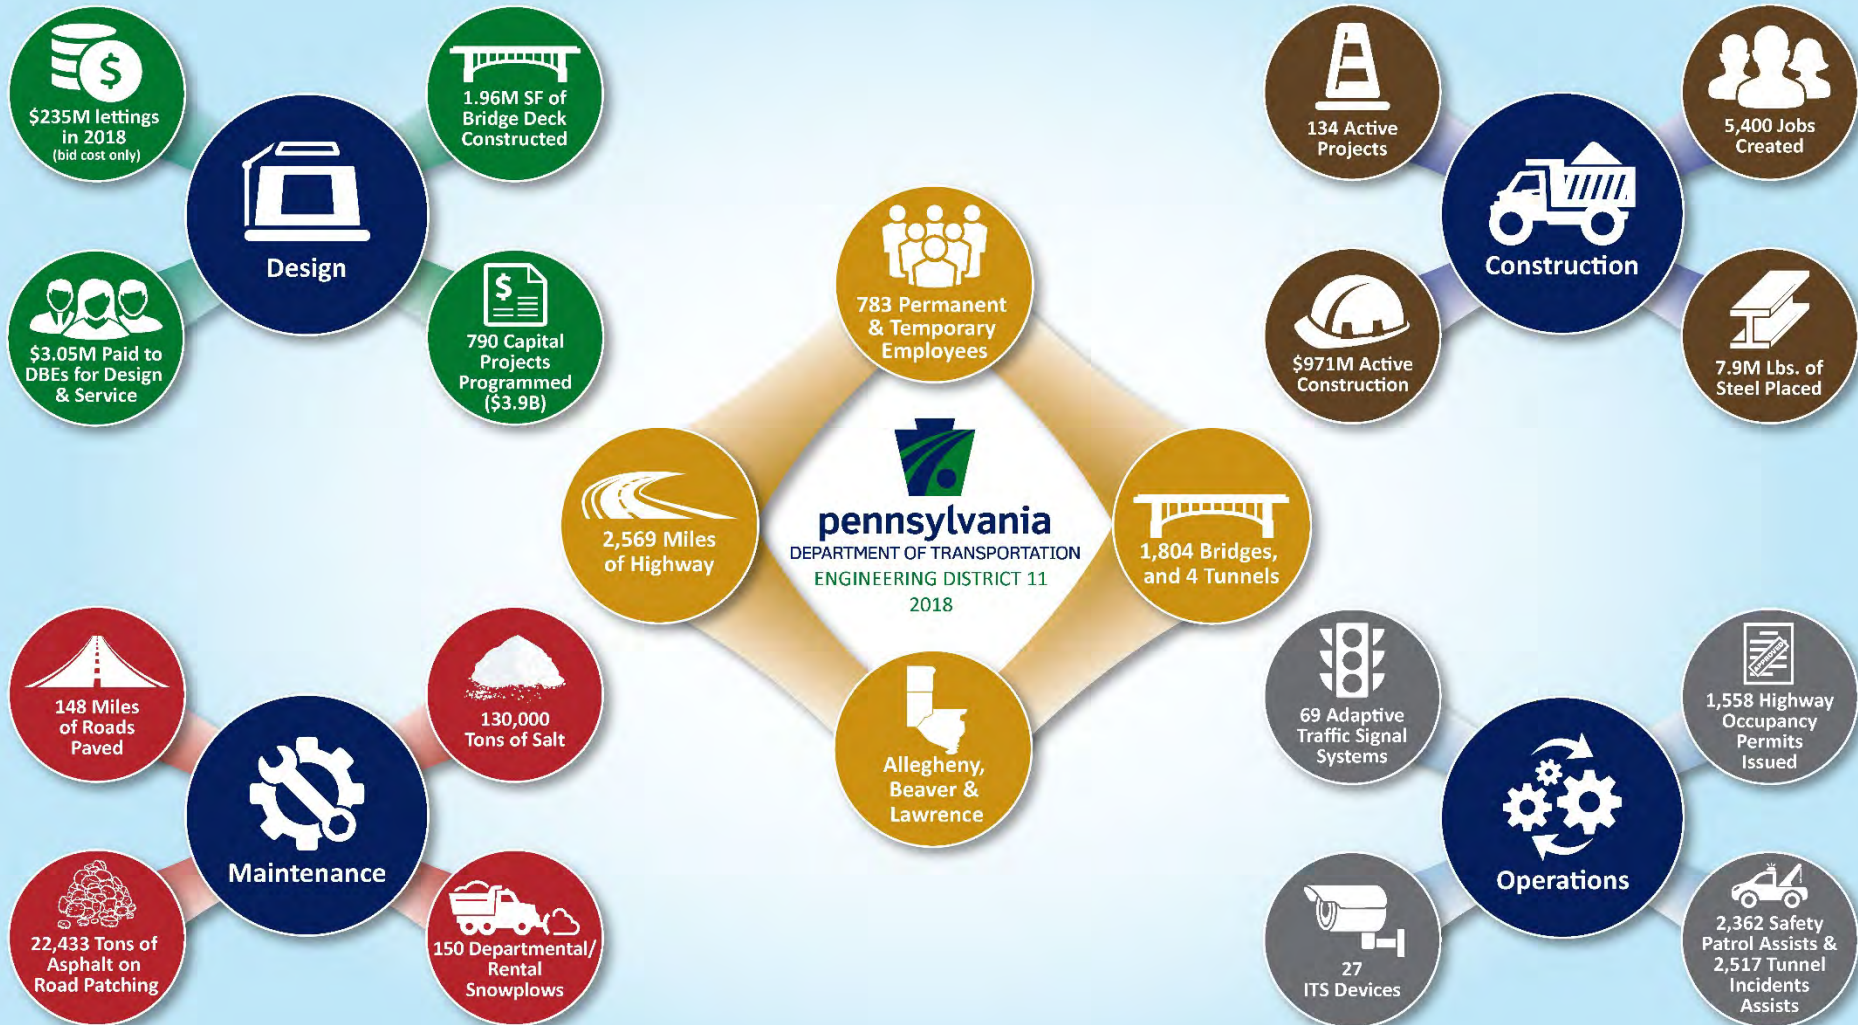 $235M lettings
in 2018
(bid cost only)
1.96M SF of
Bridge Deck
Constructed
Design
$3.05M Paid to
DBEs for Design
& Service
790 Capital
Projects
Programmed
($3.9B)
134 Active
Projects
5,400 Jobs
Created
Construction
$971M Active
Construction
7.9M Lbs. of
Steel Placed
783 Permanent
& Temporary
Employees
2,569 Miles
of Highway
pennsylvania
DEPARTMENT OF TRANSPORTATION
ENGINEERING DISTRICT 11
2018
1,804 Bridges,
and 4 Tunnels
Allegheny,
Beaver &
Lawrence
148 Miles
of Roads
Paved
130,000
Tons of Salt
Maintenance
22,433 Tons of
Asphalt on
Road Patching
150 Departmental/
Rental
Snowplows
69 Adaptive
Traffic Signal
Systems
APPROVED
1,558 Highway
Occupancy
Permits
Issued
Operations
27
ITS Devices
2,362 Safety
Patrol Assists &
2,517 Tunnel
Incidents
Assists